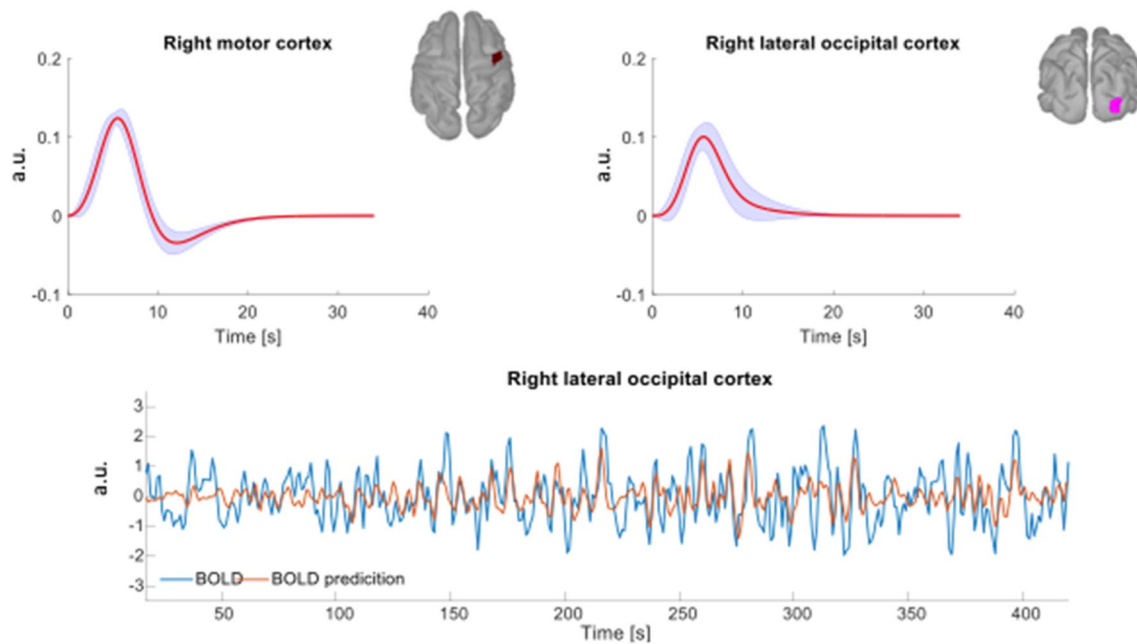 Right motor cortex
0.2
0.1
0
-0.1
a.u.
0 10 20 30 40
Time [s]
Right lateral occipital cortex
0.2
0.1
0
-0.1
a.u.
0 10 20 30 40
Time [s]
Right lateral occipital cortex
3
2
1
0
-1
-2
-3
a.u.
BOLD BOLD predicition
50 100 150 200 250 300 350 400
Time [s]